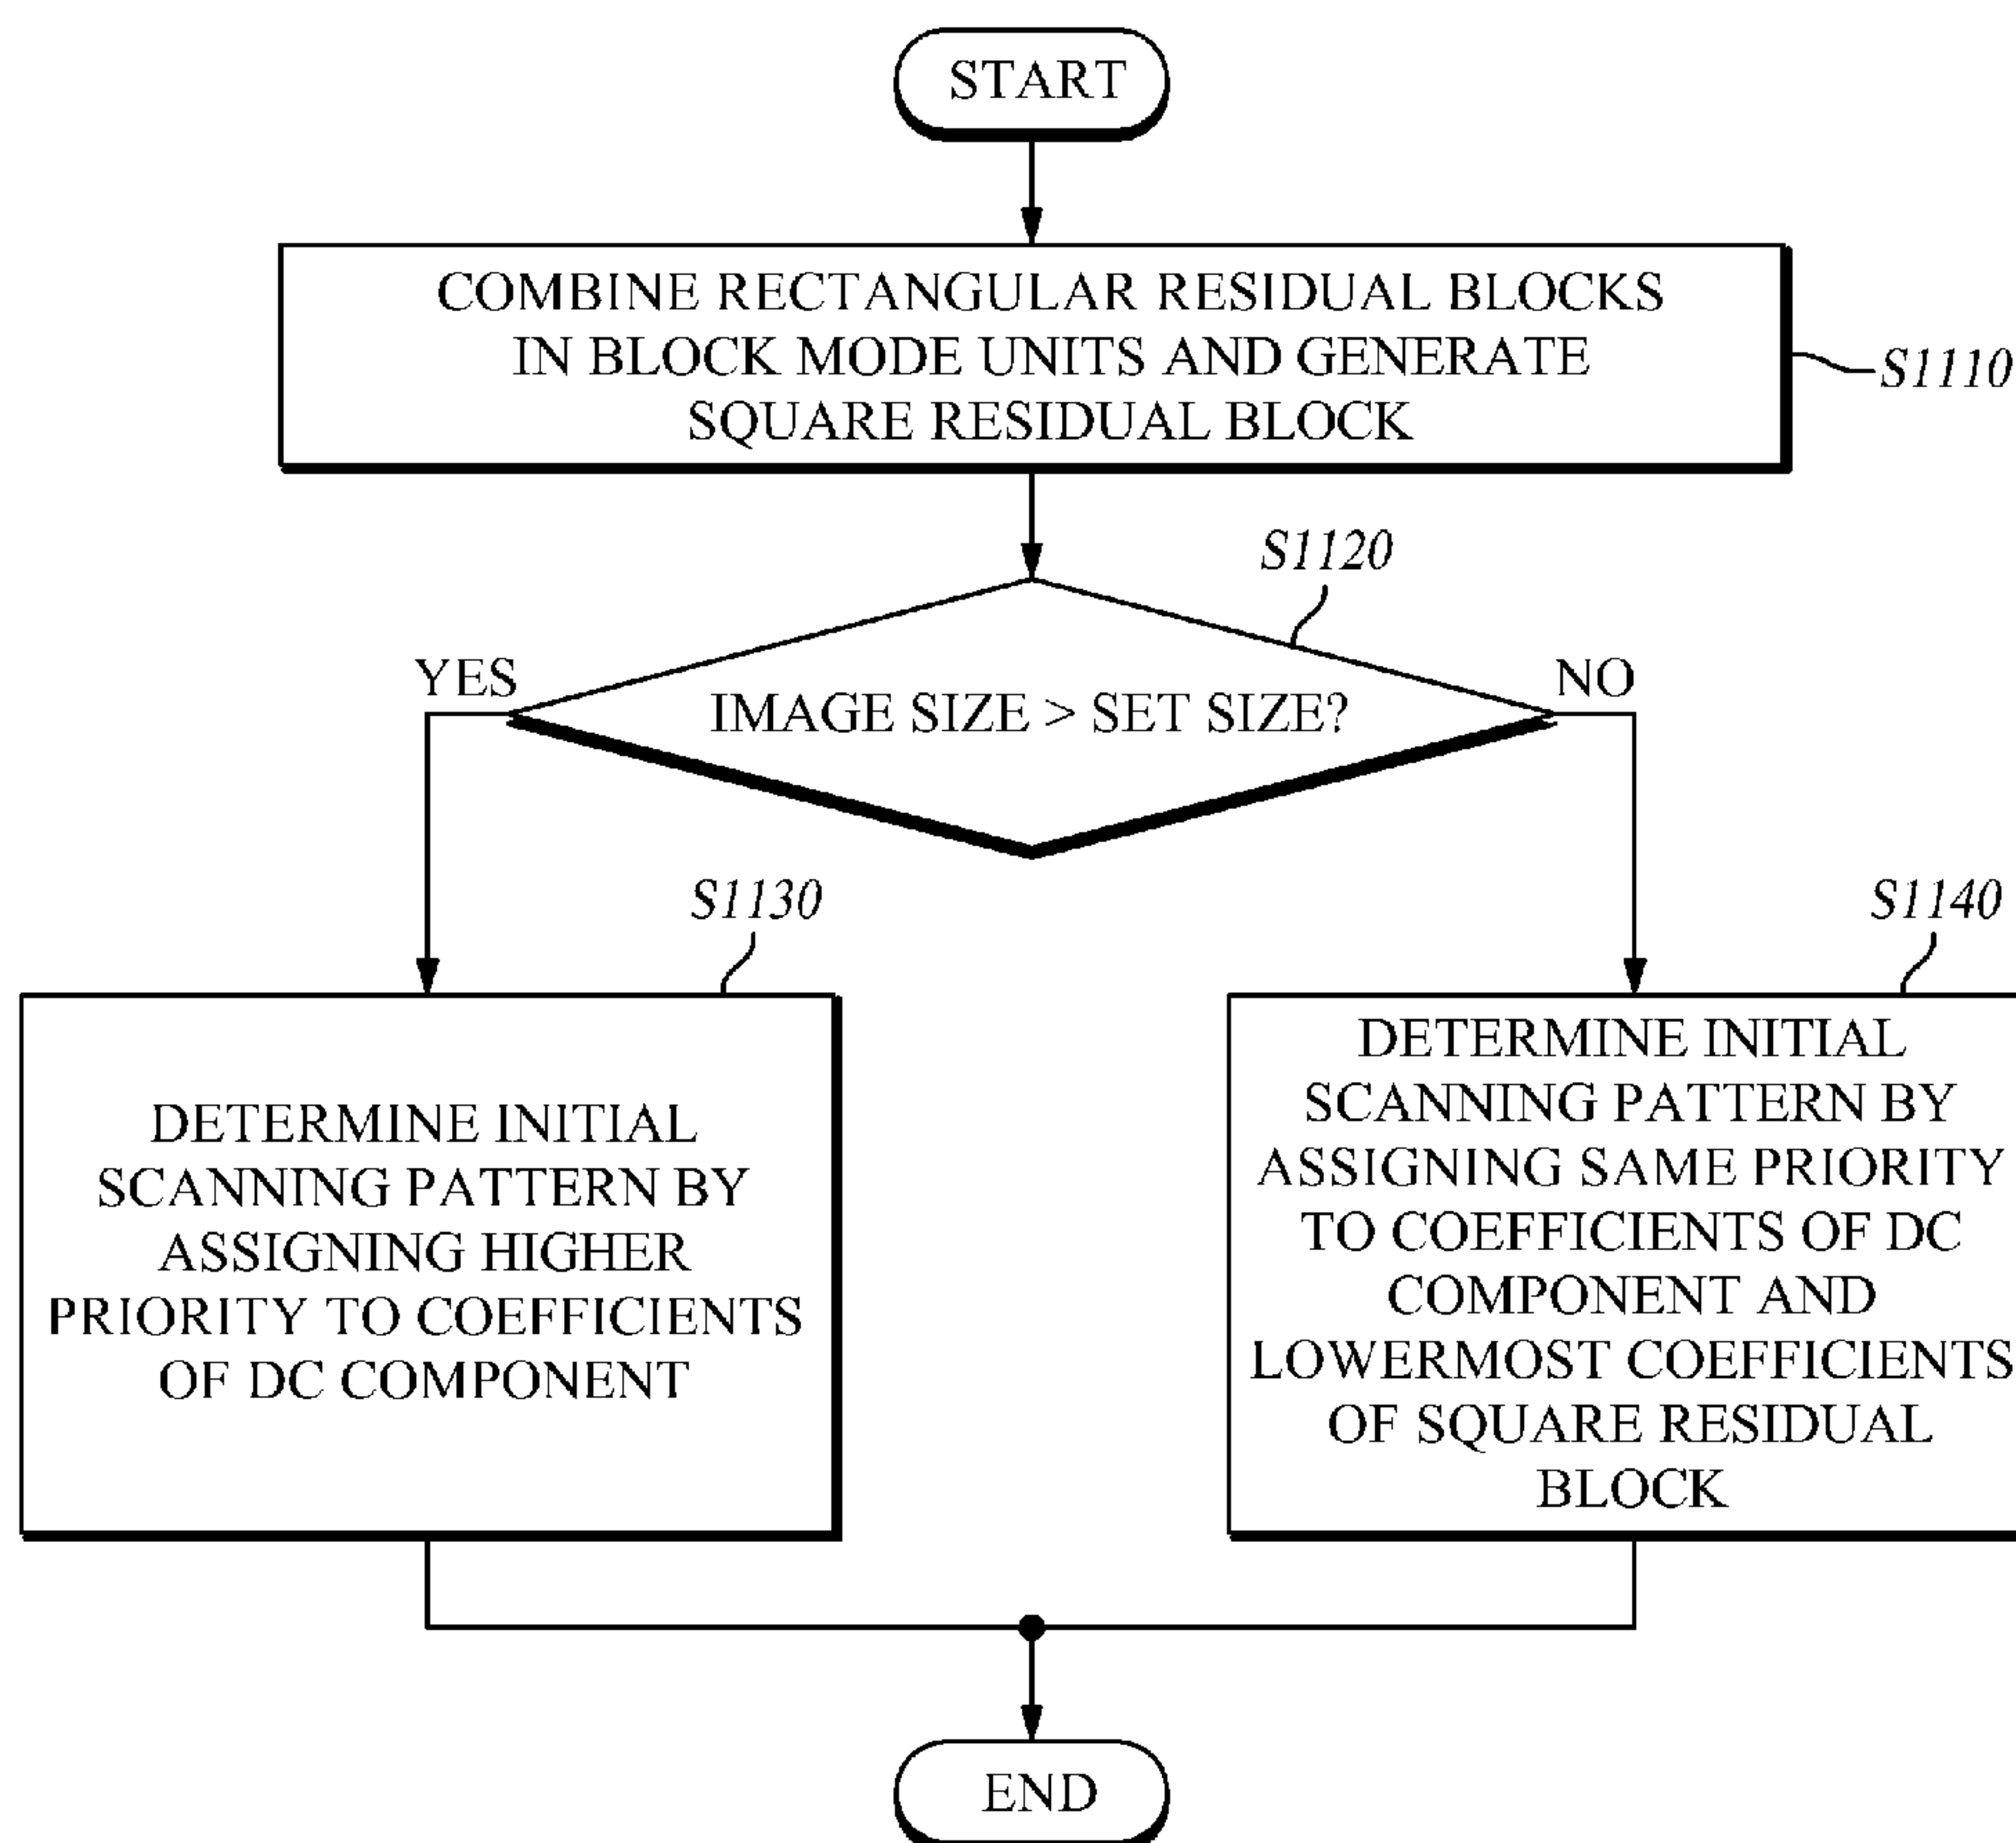 START
COMBINE RECTANGULAR RESIDUAL BLOCKS
IN BLOCK MODE UNITS AND GENERATE
SQUARE RESIDUAL BLOCK
S1110
S1120
YES
IMAGE SIZE > SET SIZE?
NO
S1130
DETERMINE INITIAL
SCANNING PATTERN BY
ASSIGNING HIGHER
PRIORITY TO COEFFICIENTS
OF DC COMPONENT
S1140
DETERMINE INITIAL
SCANNING PATTERN BY
ASSIGNING SAME PRIORITY
TO COEFFICIENTS OF DC
COMPONENT AND
LOWERMOST COEFFICIENTS
OF SQUARE RESIDUAL
BLOCK
END